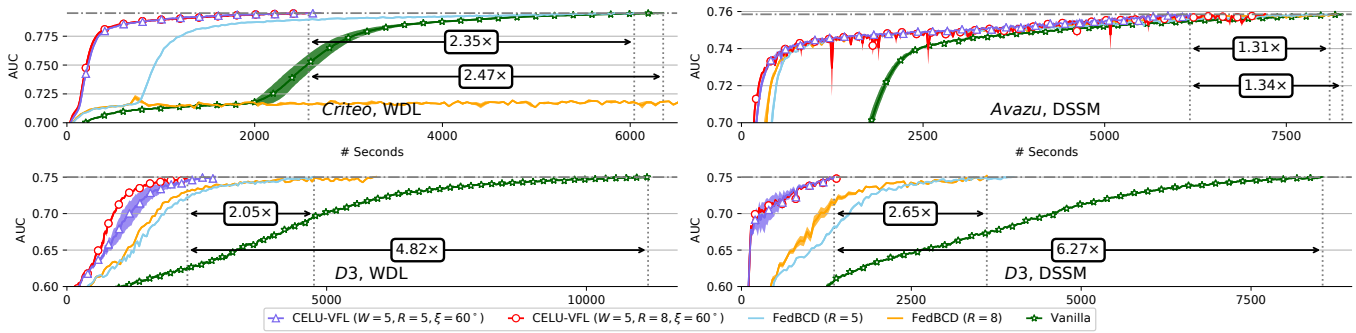 AUC
0.775
0.750
0.725
0.700
2.35×
2.47×
Criteo, WDL
0 2000 4000 6000
# Seconds
AUC
0.76
0.74
0.72
0.70
1.31×
1.34×
Avazu, DSSM
0 2500 5000 7500
# Seconds
AUC
0.75
0.70
0.65
0.60
2.05×
4.82×
D3, WDL
0 5000 10000
AUC
0.75
0.70
0.65
0.60
2.65×
6.27×
D3, DSSM
0 2500 5000 7500
CELU-VFL (W = 5, R = 5, ξ = 60°) CELU-VFL (W = 5, R = 8, ξ = 60°) FedBCD (R = 5) FedBCD (R = 8) Vanilla